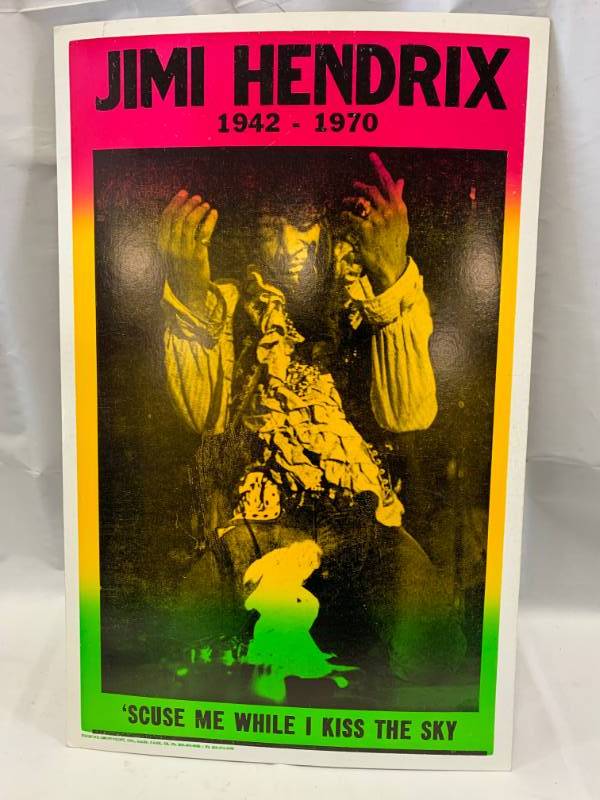 JIMI HENDRIX
1942 - 1970
'SCUSE ME WHILE I KISS THE SKY